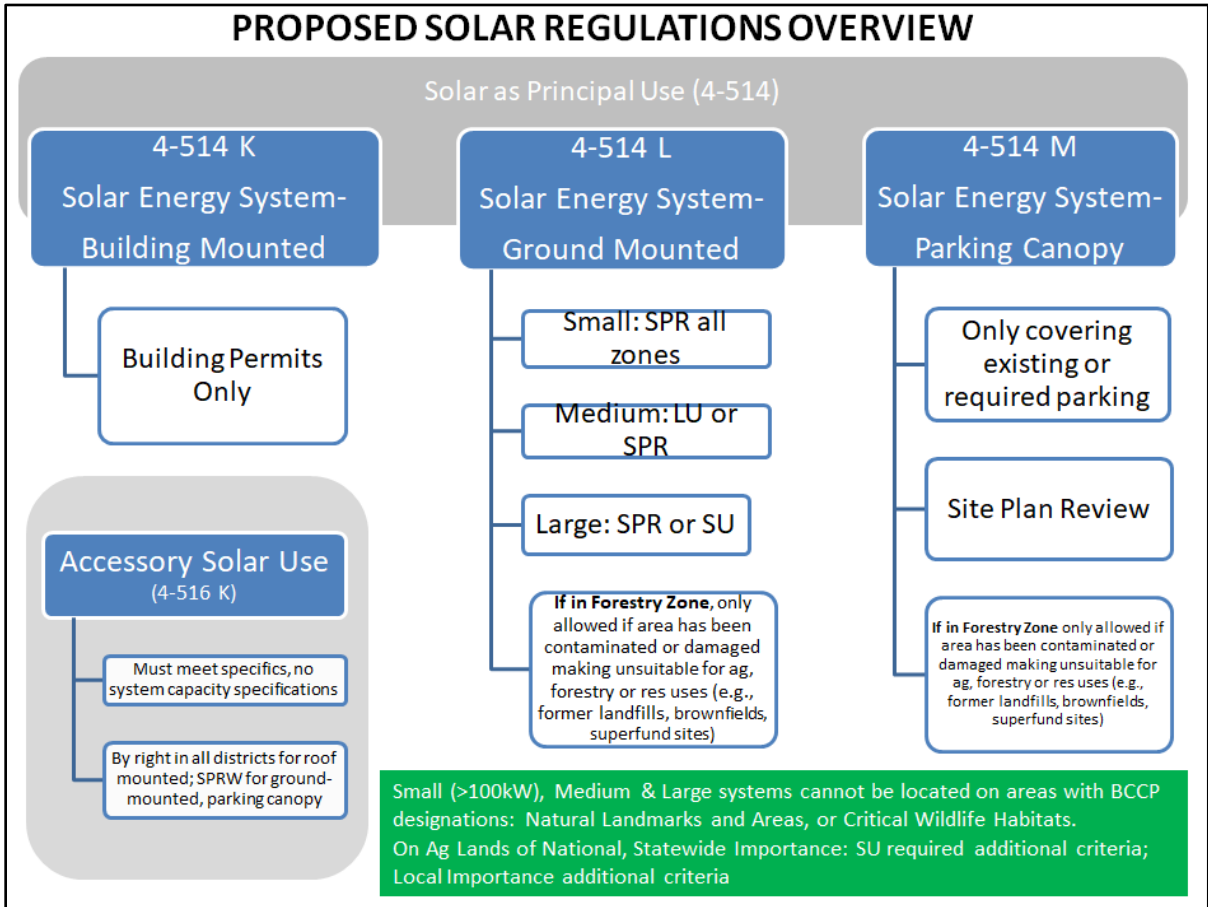 PROPOSED SOLAR REGULATIONS OVERVIEW
Solar as Principal Use (4-514)
4-514 K
Solar Energy System-
Building Mounted
Building Permits
Only
4-514 L
Solar Energy System-
Ground Mounted
Small: SPR all
zones
Medium: LU or
SPR
Large: SPR or SU
If in Forestry Zone, only
allowed if area has been
contaminated or damaged
making unsuitable for ag,
forestry or res uses (e.g.,
former landfills, brownfields,
superfund sites)
4-514 M
Solar Energy System-
Parking Canopy
Only covering
existing or
required parking
Site Plan Review
If in Forestry Zone only allowed if
area has been contaminated or
damaged making unsuitable for
ag, forestry or res uses (e.g.,
former landfills, brownfields,
superfund sites)
Accessory Solar Use
(4-516 K)
Must meet specifics, no
system capacity specifications
By right in all districts for roof
mounted; SPRW for ground-
mounted, parking canopy
Small (>100kW), Medium & Large systems cannot be located on areas with BCCP
designations: Natural Landmarks and Areas, or Critical Wildlife Habitats.
On Ag Lands of National, Statewide Importance: SU required additional criteria;
Local Importance additional criteria